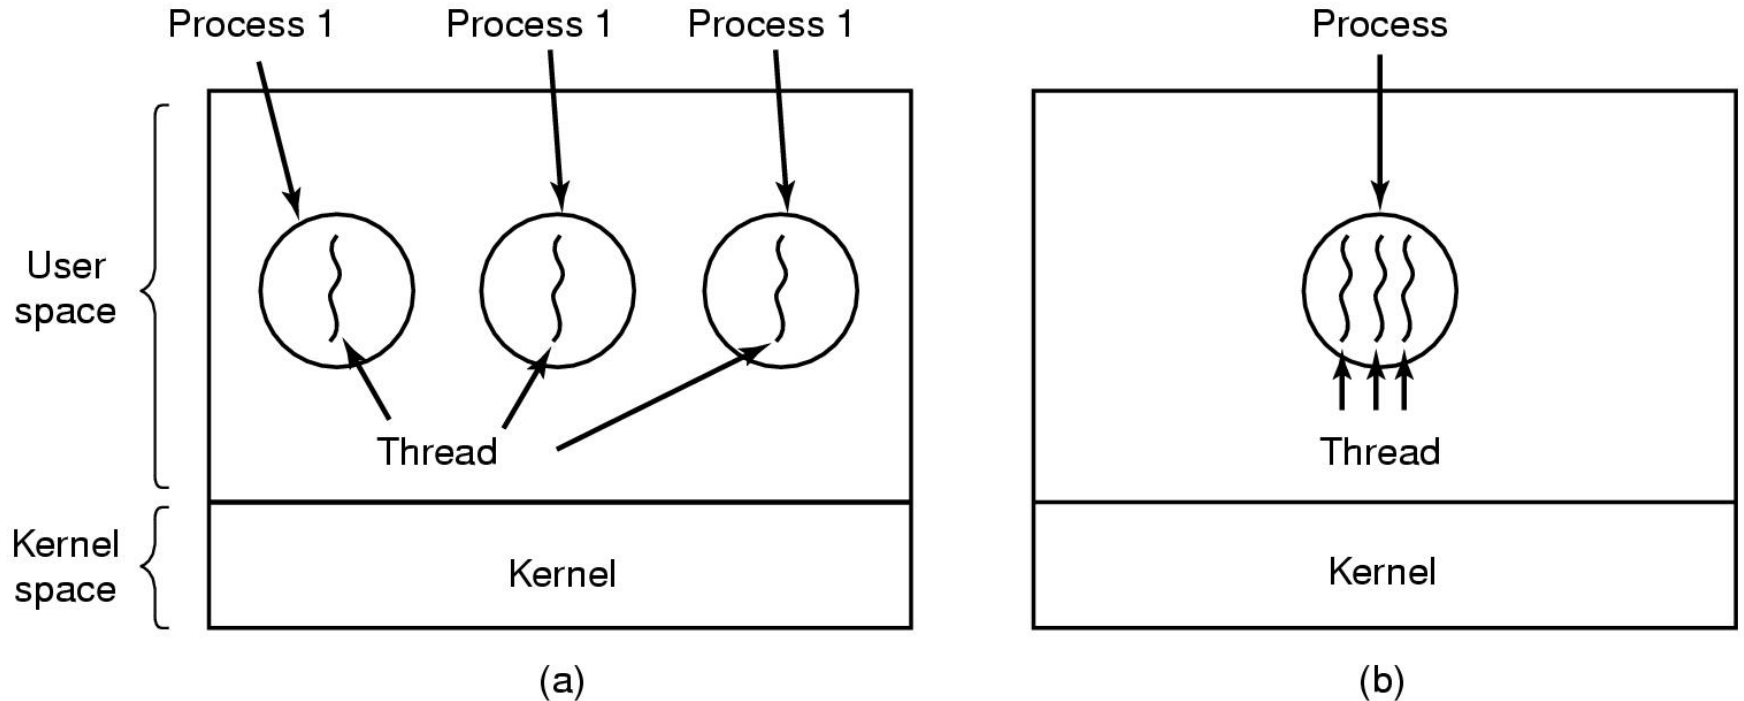 Process 1
Process 1
Process 1
Process
User
space
Thread
Thread
Kernel
space
Kernel
Kernel
(a)
(b)